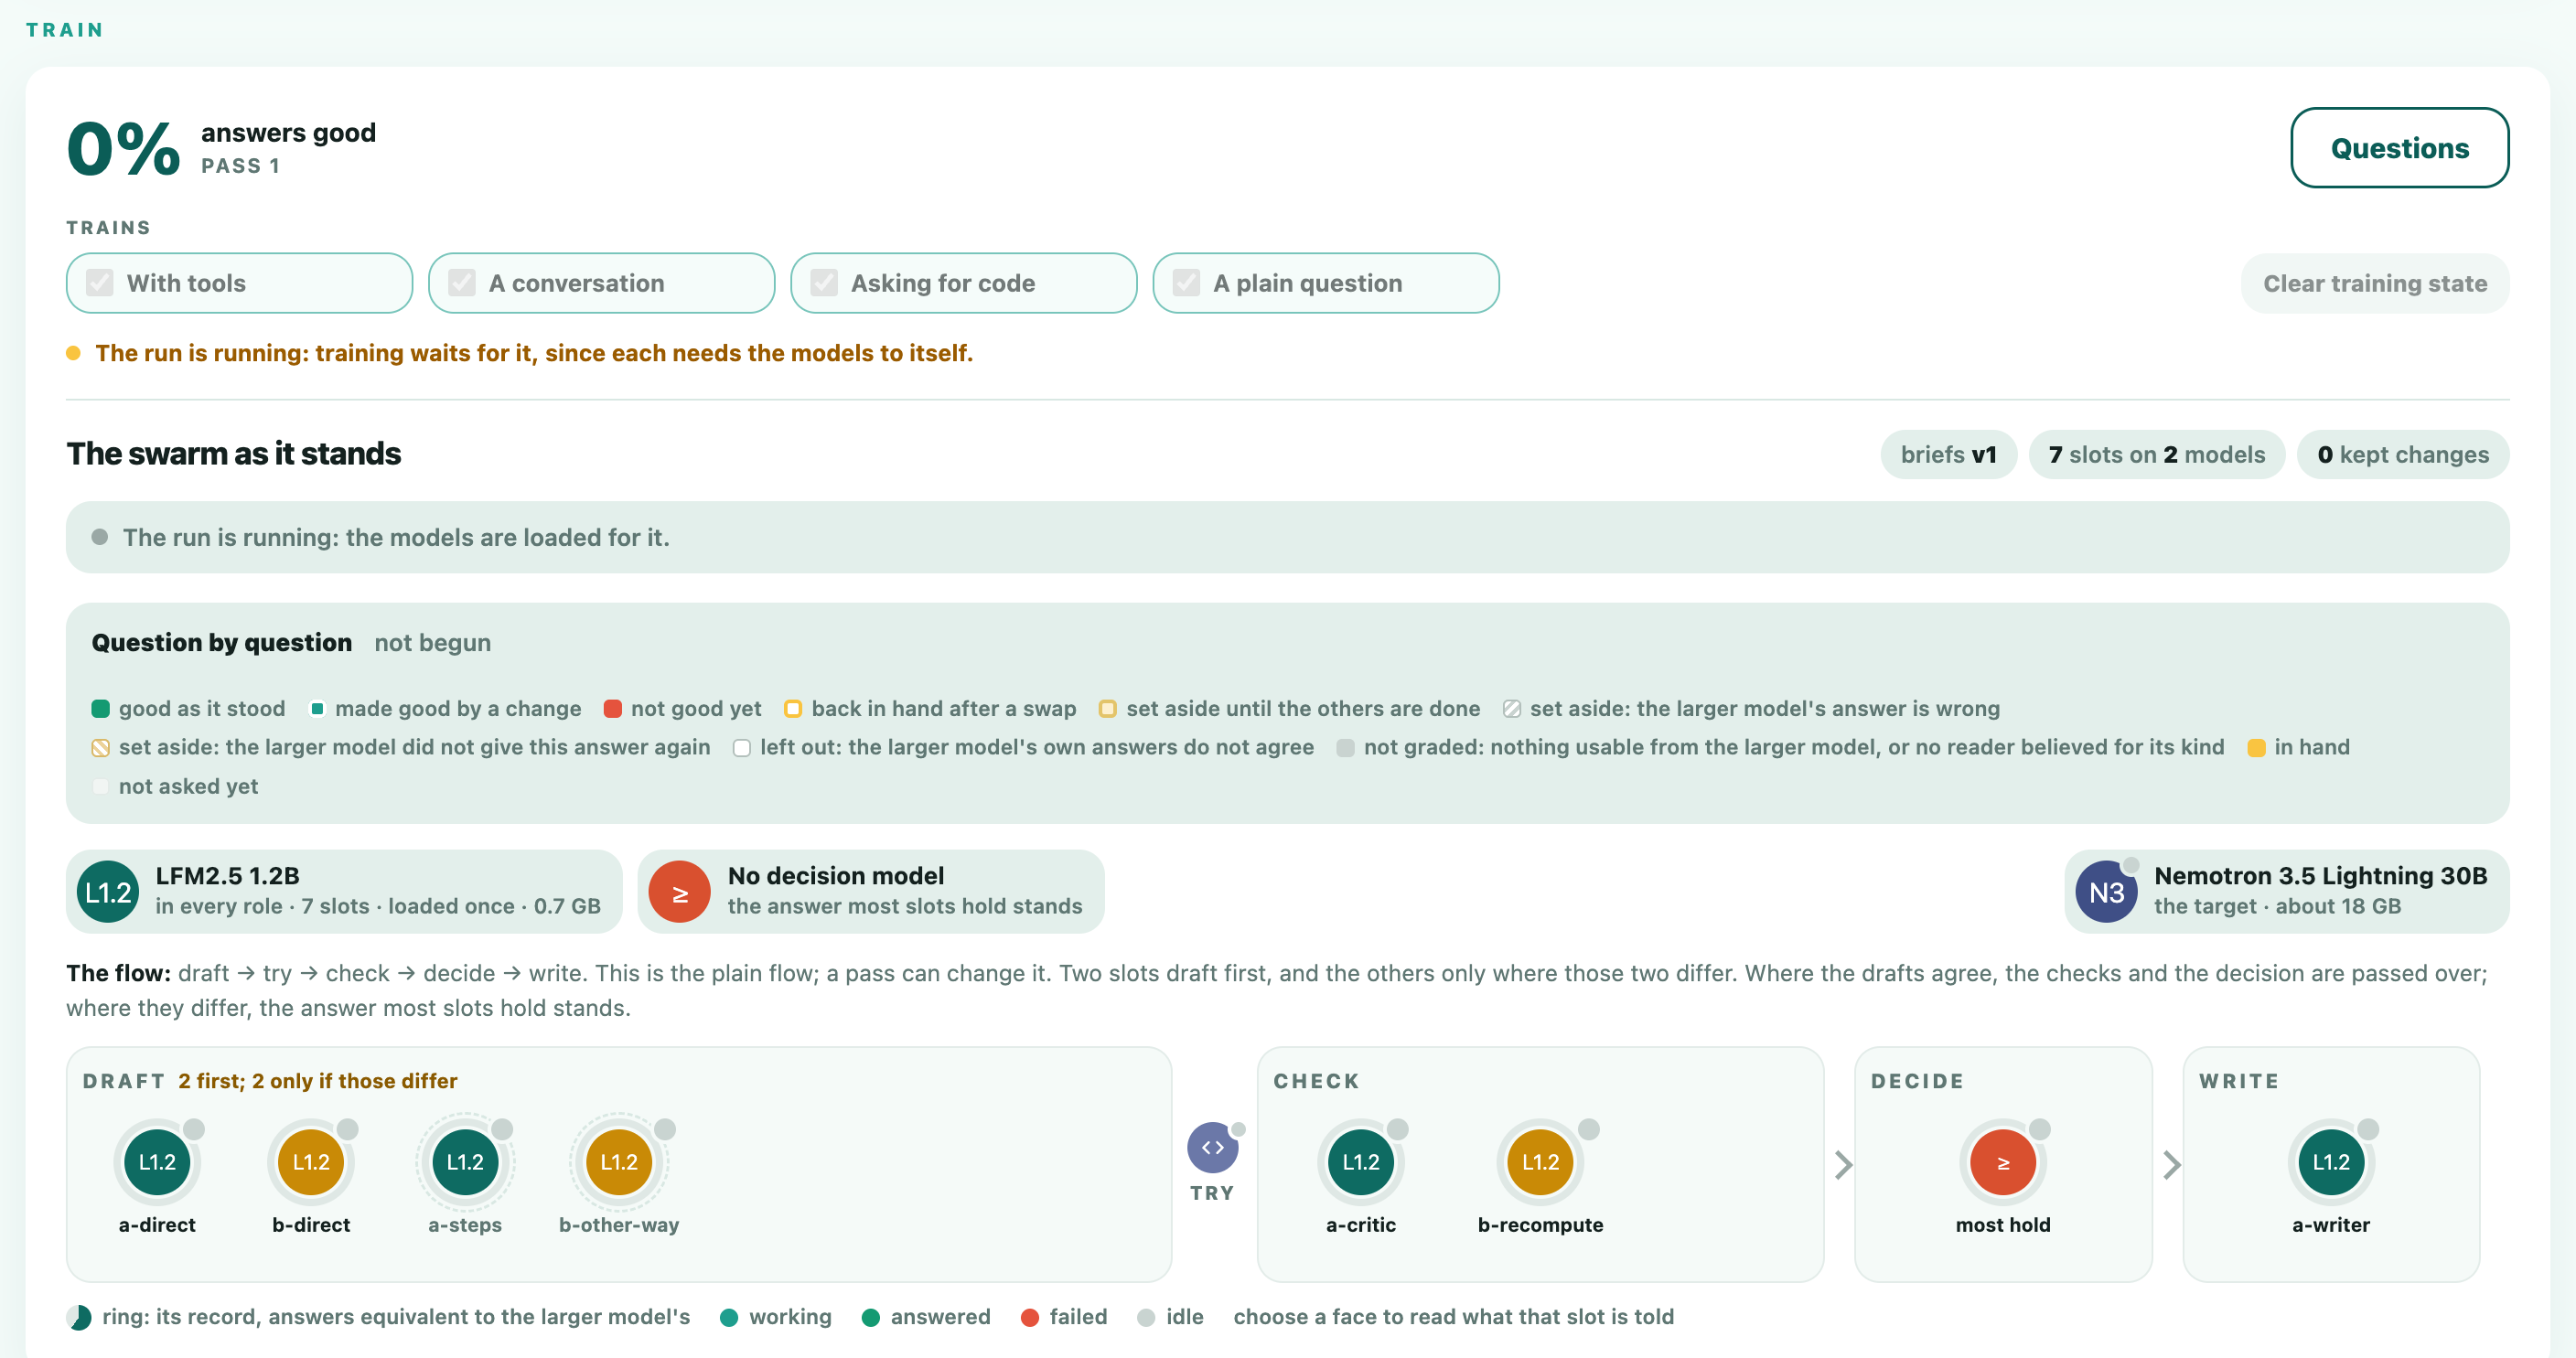 TRAIN
0% answers good
PASS 1
Questions
TRAINS
With tools
A conversation
Asking for code
A plain question
Clear training state
The run is running: training waits for it, since each needs the models to itself.
The swarm as it stands
briefs v1
7 slots on 2 models
0 kept changes
The run is running: the models are loaded for it.
Question by question not begun
good as it stood made good by a change not good yet back in hand after a swap set aside until the others are done set aside: the larger model's answer is wrong
set aside: the larger model did not give this answer again left out: the larger model's own answers do not agree not graded: nothing usable from the larger model, or no reader believed for its kind in hand
not asked yet
L1.2
LFM2.5 1.2B
in every role · 7 slots · loaded once · 0.7 GB
≥
No decision model
the answer most slots hold stands
N3
Nemotron 3.5 Lightning 30B
the target · about 18 GB
The flow: draft → try → check → decide → write. This is the plain flow; a pass can change it. Two slots draft first, and the others only where those two differ. Where the drafts agree, the checks and the decision are passed over;
where they differ, the answer most slots hold stands.
DRAFT 2 first; 2 only if those differ
L1.2 L1.2 L1.2 L1.2
a-direct b-direct a-steps b-other-way
<>
TRY
CHECK
L1.2 L1.2
a-critic b-recompute
DECIDE
≥
most hold
WRITE
L1.2
a-writer
ring: its record, answers equivalent to the larger model's working answered failed idle choose a face to read what that slot is told